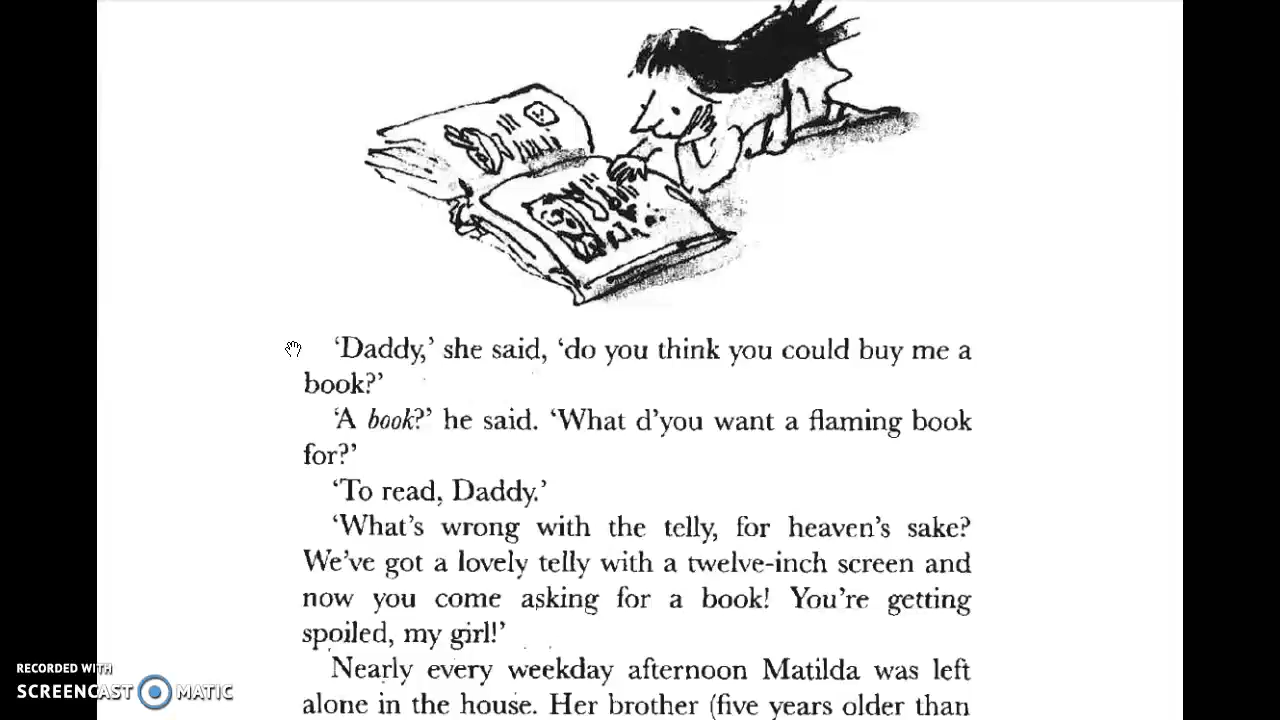 ‘Daddy,’ she said, ‘do you think you could buy me a
book?’
‘A book?’ he said. ‘What d’you want a flaming book
for?’
‘To read, Daddy.’
‘What’s wrong with the telly, for heaven’s sake?
We’ve got a lovely telly with a twelve-inch screen and
now you come asking for a book! You’re getting
spoiled, my girl!’
Nearly every weekday afternoon Matilda was left
alone in the house. Her brother (five years older than
RECORDED WITH
SCREENCAST MATIC